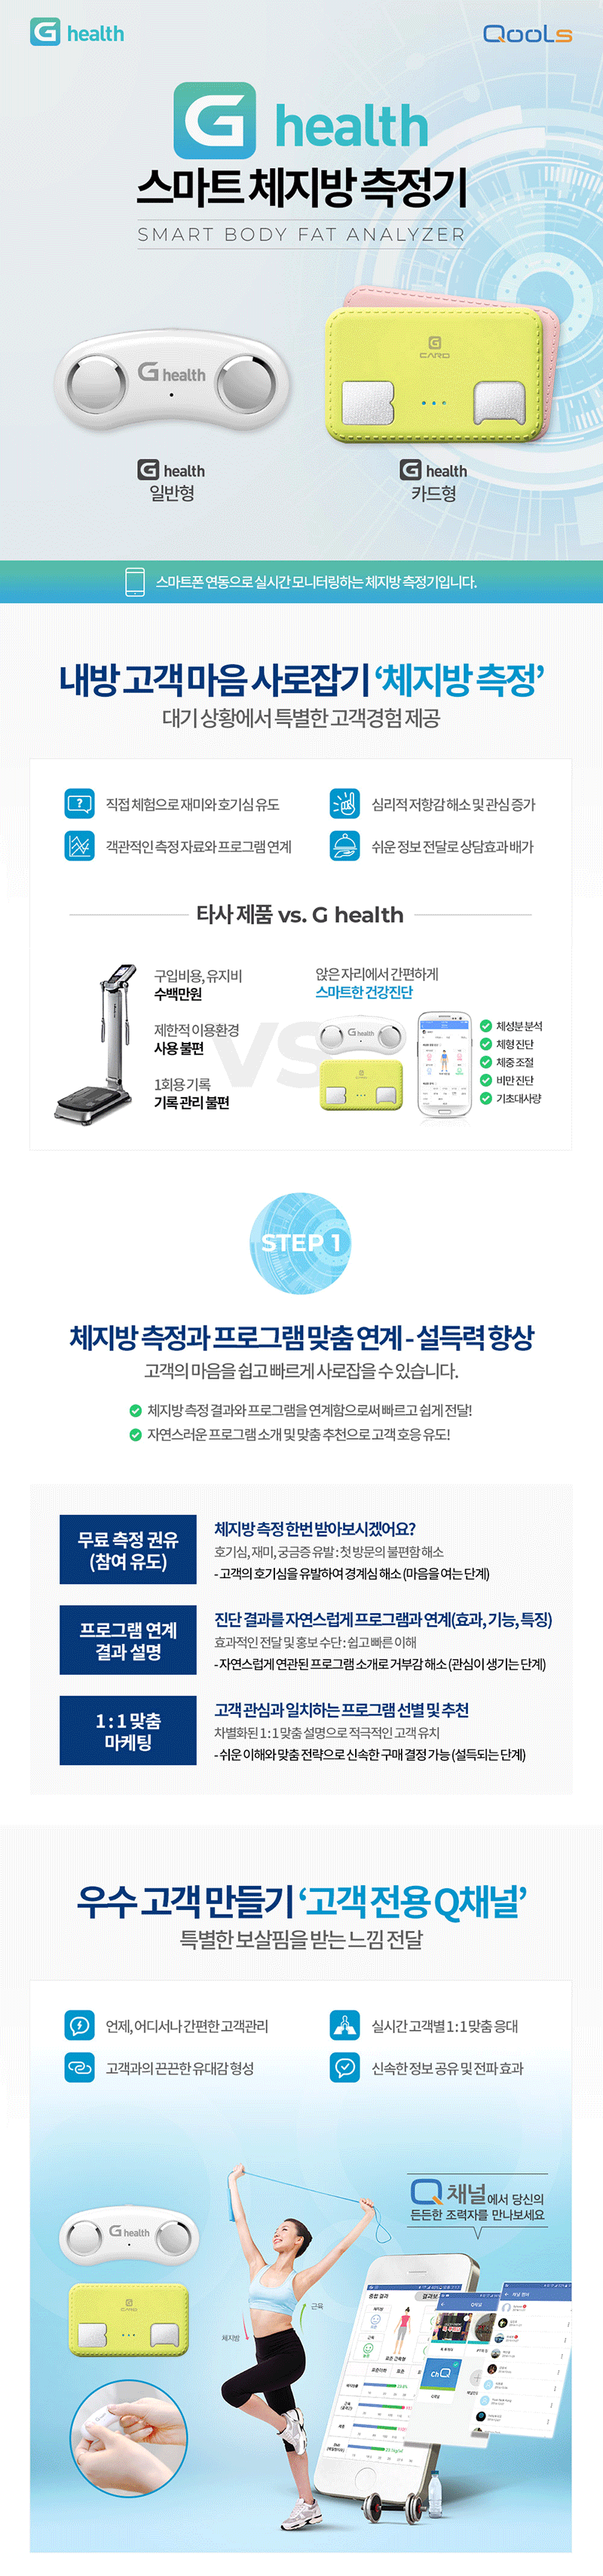 G health
QooLs
G health
스마트 체지방 측정기
SMART BODY FAT ANALYZER
G health
G
CARD
G health
일반형
G health
카드형
스마트폰 연동으로 실시간 모니터링하는 체지방 측정기입니다.
내방 고객 마음 사로잡기 ‘체지방 측정’
대기 상황에서 특별한 고객경험 제공
직접 체험으로 재미와 호기심 유도
심리적 저항감 해소 및 관심 증가
객관적인 측정 자료와 프로그램 연계
쉬운 정보 전달로 상담효과 배가
타사 제품 vs. G health
구입비용, 유지비
수백만원
제한적 이용환경
사용 불편
1회용 기록
기록 관리 불편
VS
앉은 자리에서 간편하게
스마트한 건강진단
G health
체성분 분석
체형 진단
체중 조절
비만 진단
기초대사량
STEP 1
체지방 측정과 프로그램 맞춤 연계 - 설득력 향상
고객의 마음을 쉽고 빠르게 사로잡을 수 있습니다.
체지방 측정 결과와 프로그램을 연계함으로써 빠르고 쉽게 전달!
자연스러운 프로그램 소개 및 맞춤 추천으로 고객 호응 유도!
무료 측정 권유
(참여 유도)
체지방 측정 한번 받아보시겠어요?
호기심, 재미, 궁금증 유발 : 첫 방문의 불편함 해소
- 고객의 호기심을 유발하여 경계심 해소 (마음을 여는 단계)
프로그램 연계
결과 설명
진단 결과를 자연스럽게 프로그램과 연계(효과, 기능, 특징)
효과적인 전달 및 홍보 수단 : 쉽고 빠른 이해
- 자연스럽게 연관된 프로그램 소개로 거부감 해소 (관심이 생기는 단계)
1 : 1 맞춤
마케팅
고객 관심과 일치하는 프로그램 선별 및 추천
차별화된 1 : 1 맞춤 설명으로 적극적인 고객 유치
- 쉬운 이해와 맞춤 전략으로 신속한 구매 결정 가능 (설득되는 단계)
우수 고객 만들기 ‘고객 전용 Q채널’
특별한 보살핌을 받는 느낌 전달
언제, 어디서나 간편한 고객관리
실시간 고객별 1 : 1 맞춤 응대
고객과의 끈끈한 유대감 형성
신속한 정보 공유 및 전파 효과
Q 채널에서 당신의
든든한 조력자를 만나보세요
G health
G
CARD
근육
체지방
종합 결과
결과보
체지방
근육
표준 근육형
chQ